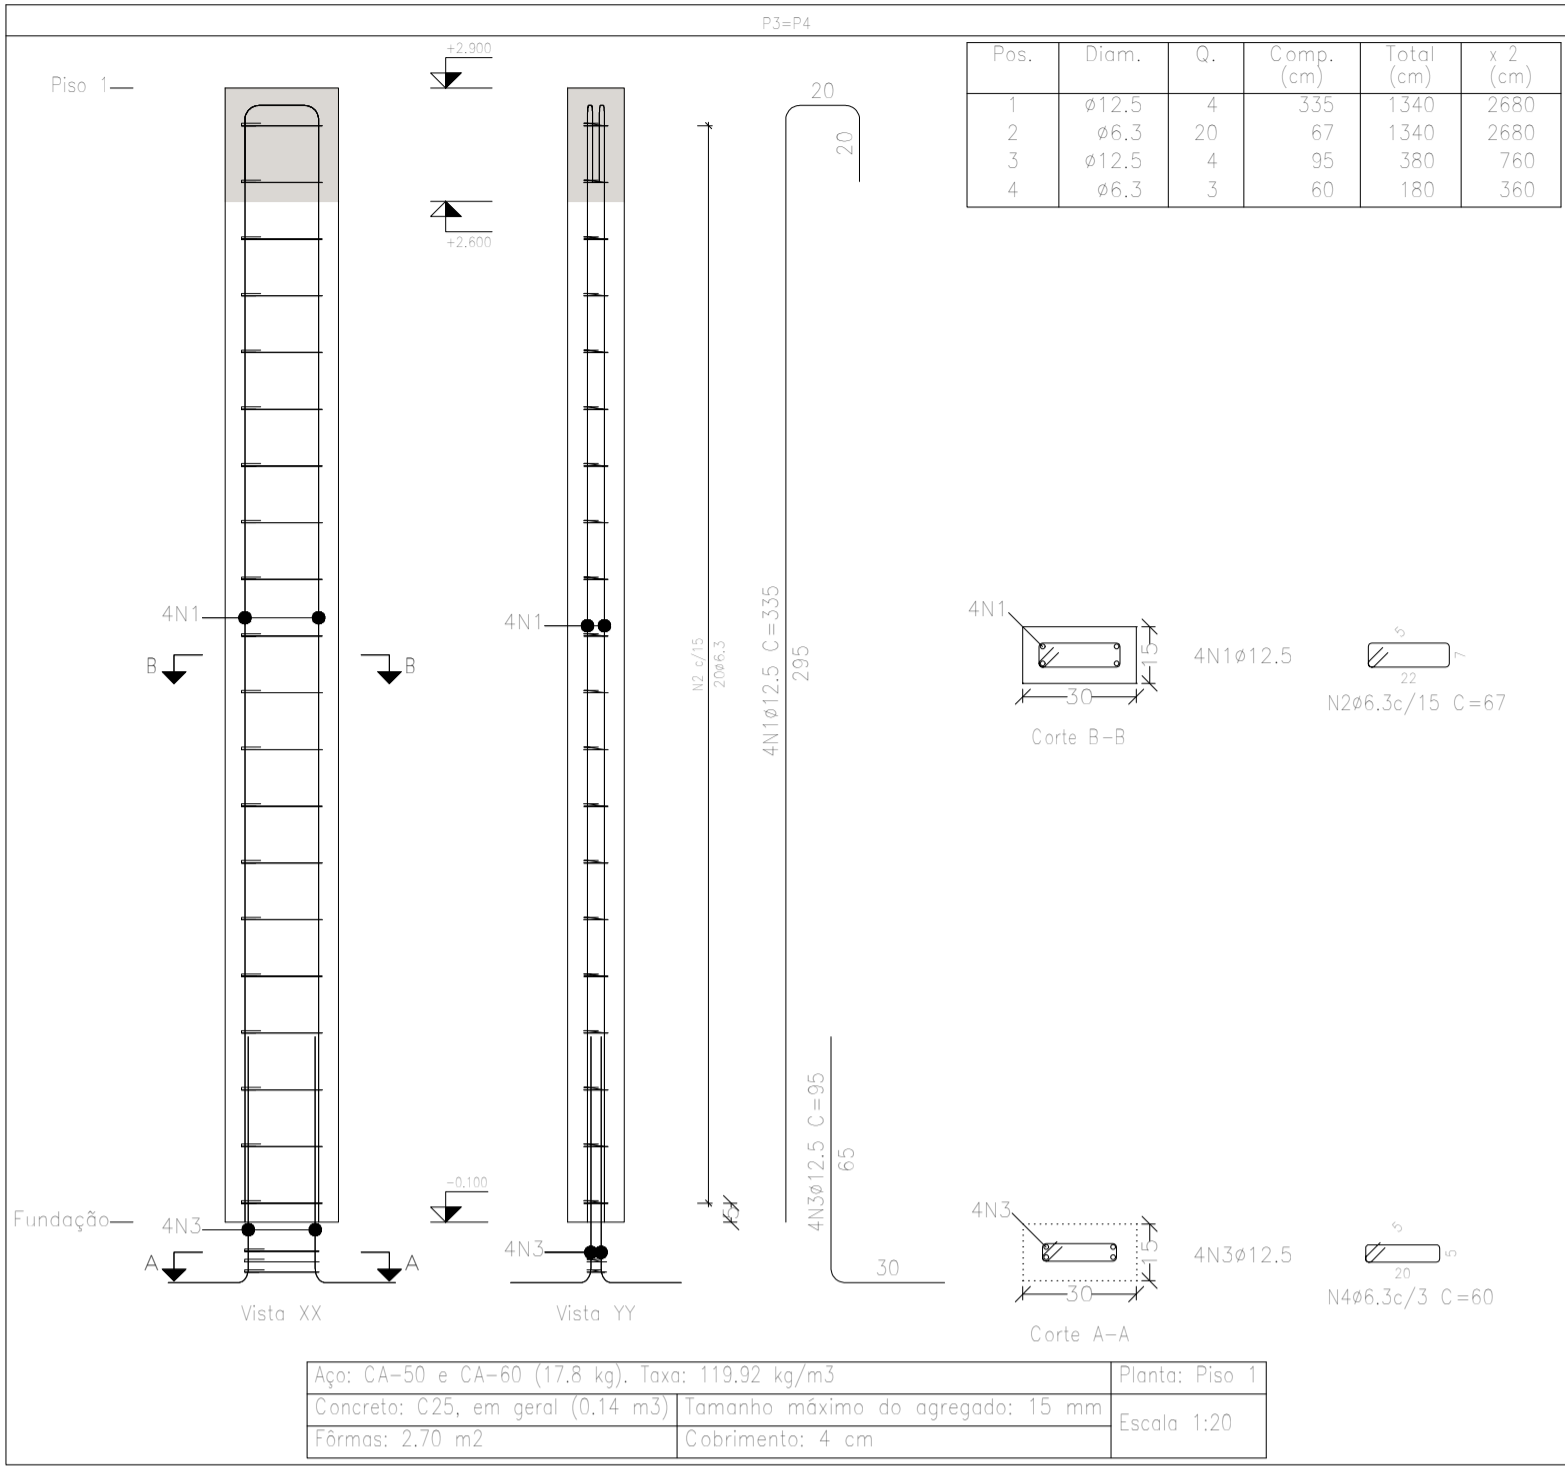 P3=P4
Pos. Diam. Q. Comp. (cm) Total (cm) x 2 (cm)
1 ø12.5 4 335 1340 2680
2 ø6.3 20 67 1340 2680
3 ø12.5 4 95 380 760
4 ø6.3 3 60 180 360
Piso 1
+2.900
+2.600
20
20
4N1
4N1
B
B
N2 c/15
20ø6.3
4N1ø12.5 C=335
295
4N1
15
30
Corte B-B
4N1ø12.5
5
7
22
N2ø6.3c/15 C=67
-0.100
Fundação
4N3
4N3
A
A
5
4N3ø12.5 C=95
65
30
Vista XX
Vista YY
4N3
15
30
Corte A-A
4N3ø12.5
5
5
20
N4ø6.3c/3 C=60
Aço: CA-50 e CA-60 (17.8 kg). Taxa: 119.92 kg/m3
Planta: Piso 1
Concreto: C25, em geral (0.14 m3)
Tamanho máximo do agregado: 15 mm
Escala 1:20
Fôrmas: 2.70 m2
Cobrimento: 4 cm